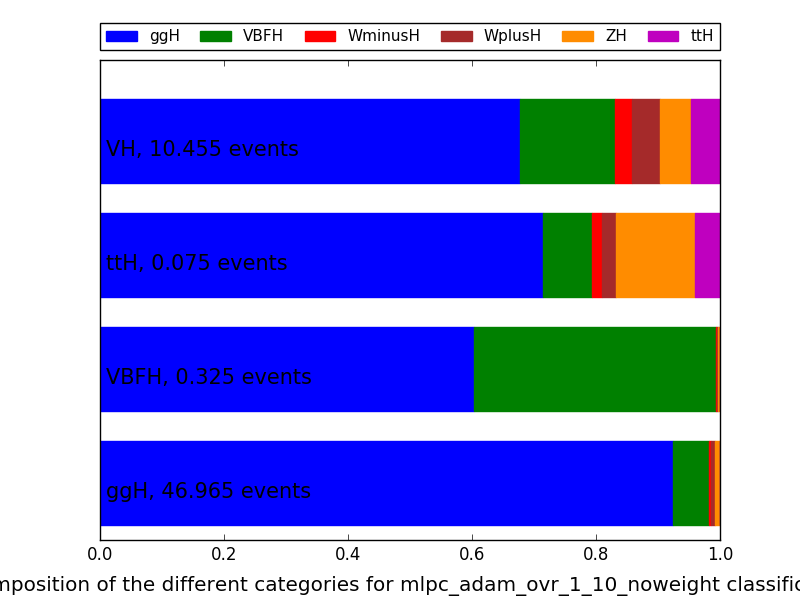 ggH VBFH WminusH WplusH ZH ttH
VH, 10.455 events
ttH, 0.075 events
VBFH, 0.325 events
ggH, 46.965 events
0.0 0.2 0.4 0.6 0.8 1.0
mposition of the different categories for mlpc_adam_ovr_1_10_noweight classific